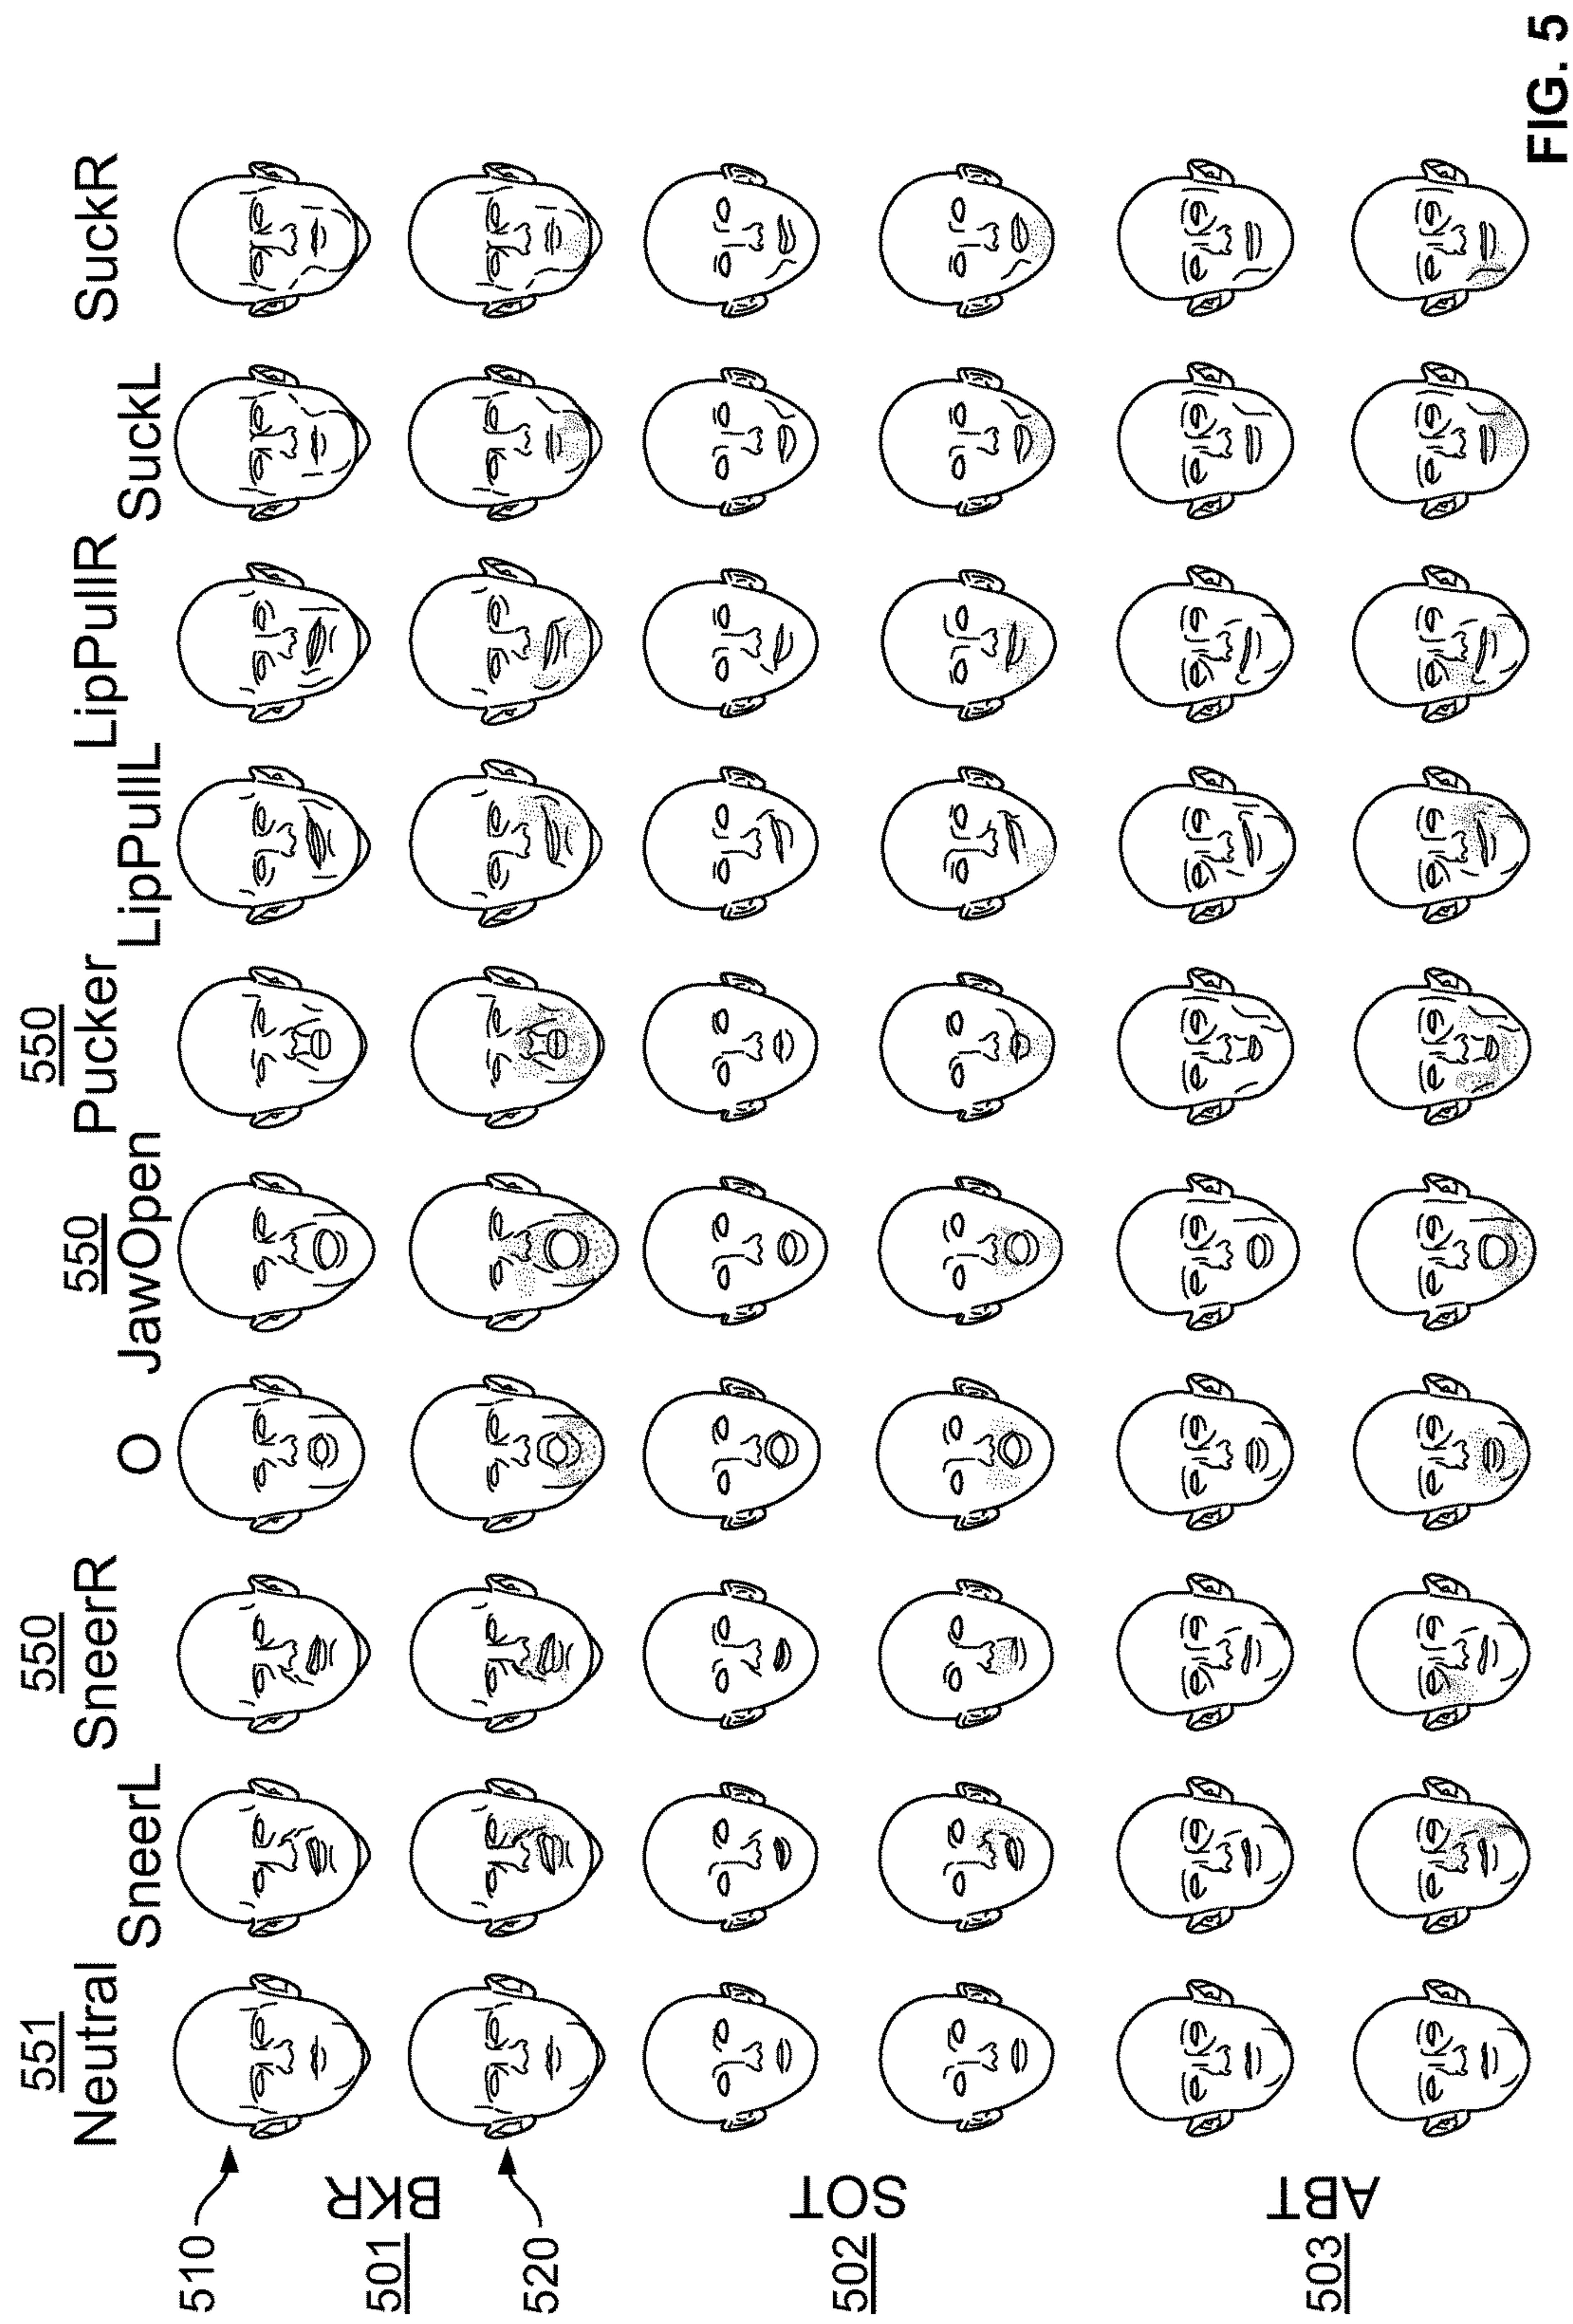 551
Neutral
SneerL
550
SneerR
O
550
JawOpen
550
Pucker
LipPullL
LipPullR
SuckL
SuckR
510
501
BKR
520
502
SOT
503
ABT
FIG. 5